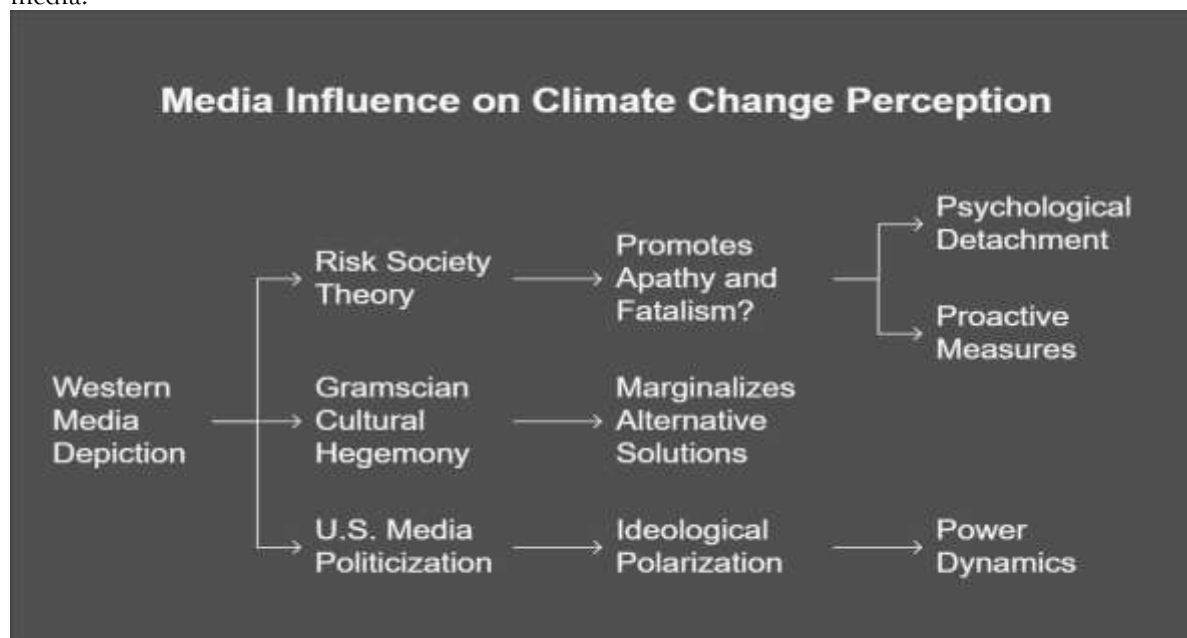 media.
Media Influence on Climate Change Perception
Western
Media
Depiction
Risk Society
Theory
Promotes
Apathy and
Fatalism?
Psychological
Detachment
Proactive
Measures
Gramscian
Cultural
Hegemony
Marginalizes
Alternative
Solutions
U.S. Media
Politicization
Ideological
Polarization
Power
Dynamics